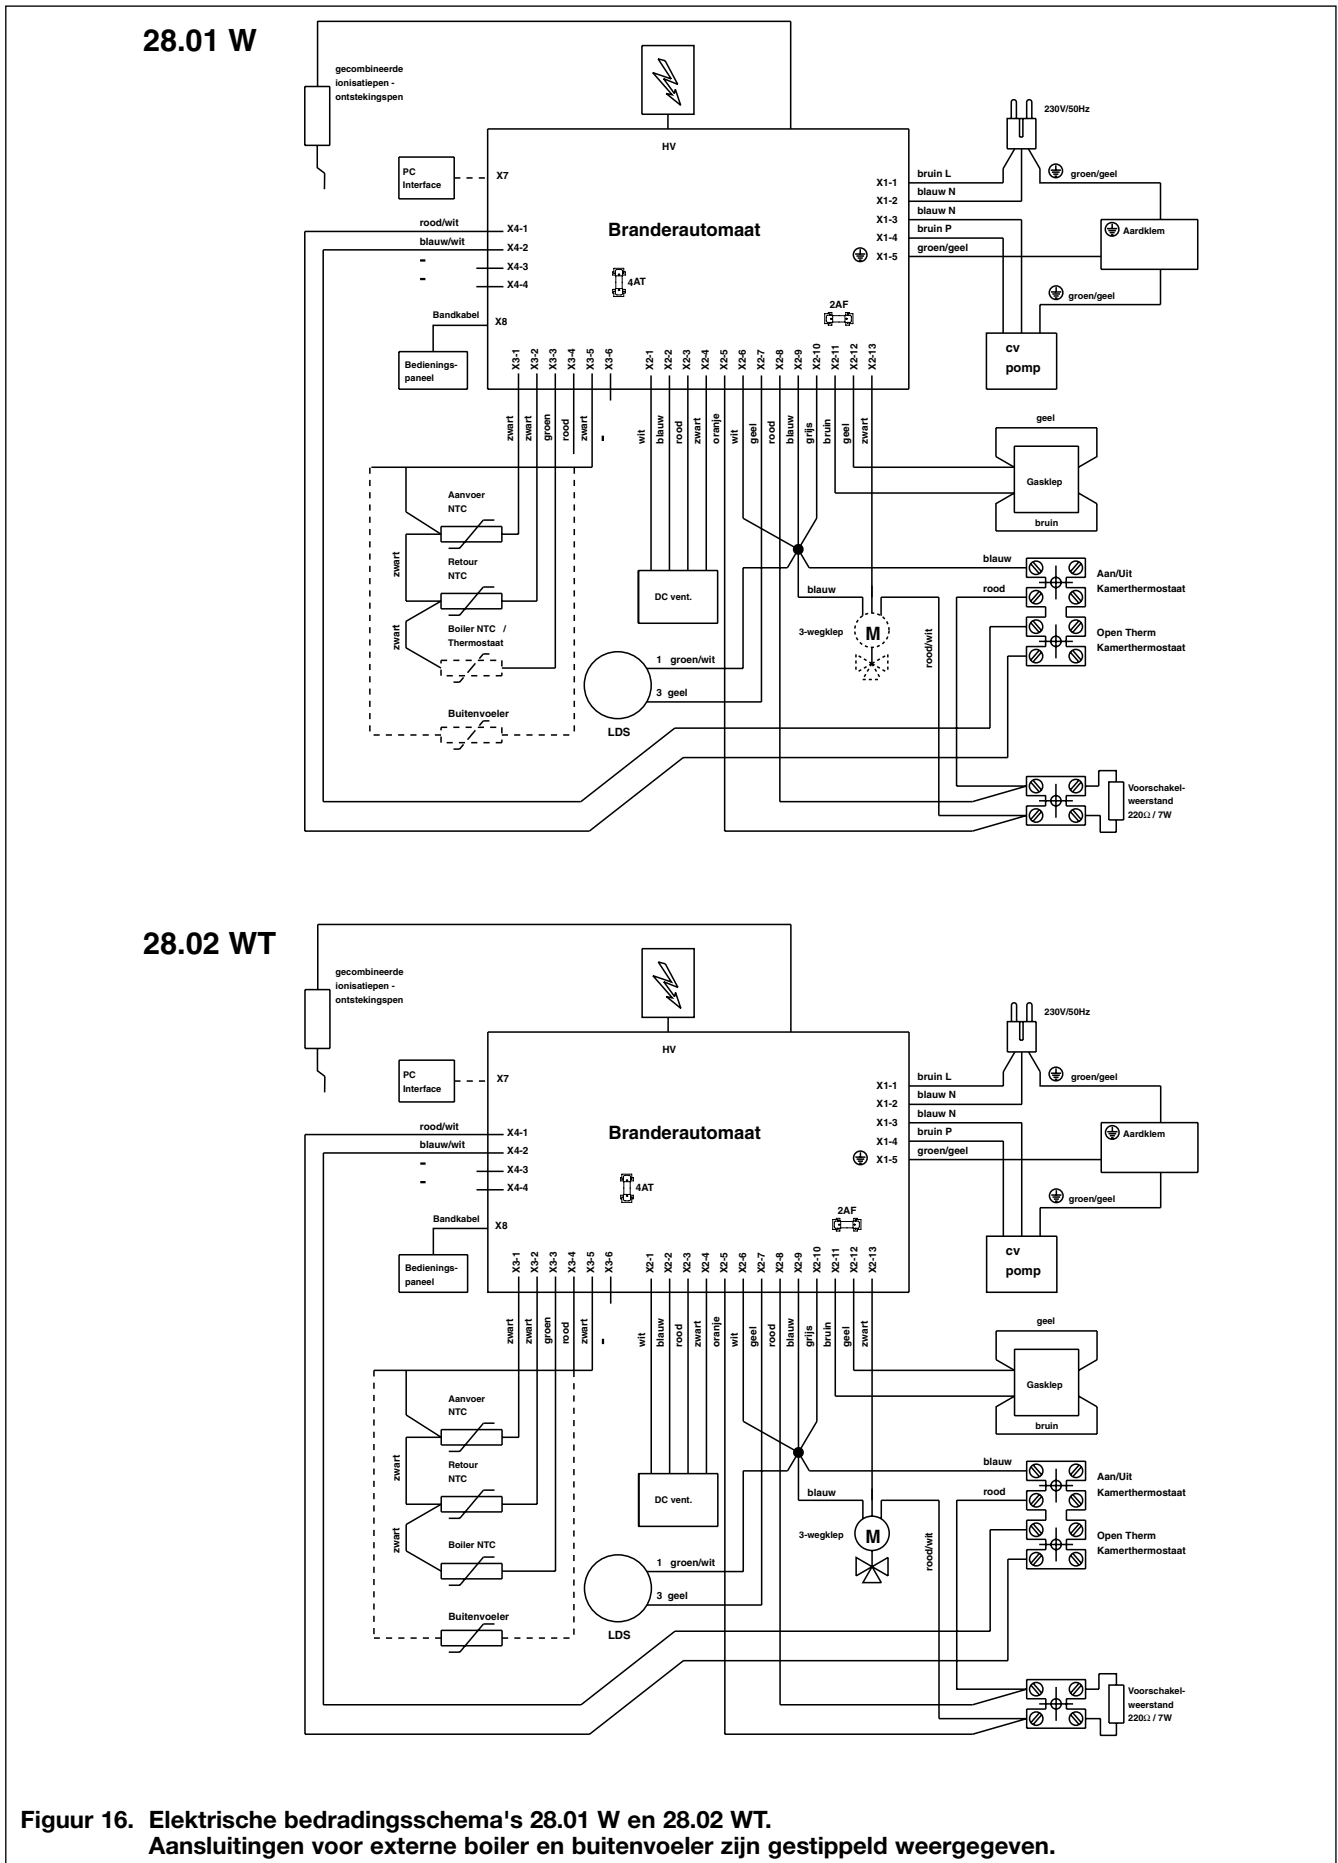 28.01 W
gecombineerde
ionisatiepen -
ontstekingspen
HV
230V/50Hz
PC
Interface
X7
X1-1
bruin L
groen/geel
X1-2
blauw N
X1-3
blauw N
X1-4
bruin P
X1-5
groen/geel
Aardklem
rood/wit
X4-1
blauw/wit
X4-2
-
X4-3
-
X4-4
Branderautomaat
4AT
2AF
groen/geel
Bandkabel
X8
Bedienings-
paneel
cv
pomp
X3-1
X3-2
X3-3
X3-4
X3-5
X3-6
X2-1
X2-2
X2-3
X2-4
X2-5
X2-6
X2-7
X2-8
X2-9
X2-10
X2-11
X2-12
X2-13
zwart
zwart
groen
rood
zwart
-
wit
blauw
rood
zwart
oranje
wit
geel
rood
blauw
grijs
bruin
geel
zwart
geel
Gasklep
bruin
Aanvoer
NTC
zwart
Retour
NTC
zwart
Boiler NTC /
Thermostaat
Buitenvoeler
DC vent.
blauw
3-wegklep
M
rood/wit
1 groen/wit
3 geel
LDS
blauw
rood
Aan/Uit
Kamerthermostaat
Open Therm
Kamerthermostaat
Voorschakel-
weerstand
220Ω / 7W
28.02 WT
gecombineerde
ionisatiepen -
ontstekingspen
HV
230V/50Hz
PC
Interface
X7
X1-1
bruin L
groen/geel
X1-2
blauw N
X1-3
blauw N
X1-4
bruin P
X1-5
groen/geel
Aardklem
rood/wit
X4-1
blauw/wit
X4-2
-
X4-3
-
X4-4
Branderautomaat
4AT
2AF
groen/geel
Bandkabel
X8
Bedienings-
paneel
cv
pomp
X3-1
X3-2
X3-3
X3-4
X3-5
X3-6
X2-1
X2-2
X2-3
X2-4
X2-5
X2-6
X2-7
X2-8
X2-9
X2-10
X2-11
X2-12
X2-13
zwart
zwart
groen
rood
zwart
-
wit
blauw
rood
zwart
oranje
wit
geel
rood
blauw
grijs
bruin
geel
zwart
geel
Gasklep
bruin
Aanvoer
NTC
zwart
Retour
NTC
zwart
Boiler NTC
Buitenvoeler
DC vent.
blauw
3-wegklep
M
rood/wit
1 groen/wit
3 geel
LDS
blauw
rood
Aan/Uit
Kamerthermostaat
Open Therm
Kamerthermostaat
Voorschakel-
weerstand
220Ω / 7W
Figuur 16. Elektrische bedradingsschema's 28.01 W en 28.02 WT.
Aansluitingen voor externe boiler en buitenvoeler zijn gestippeld weergegeven.